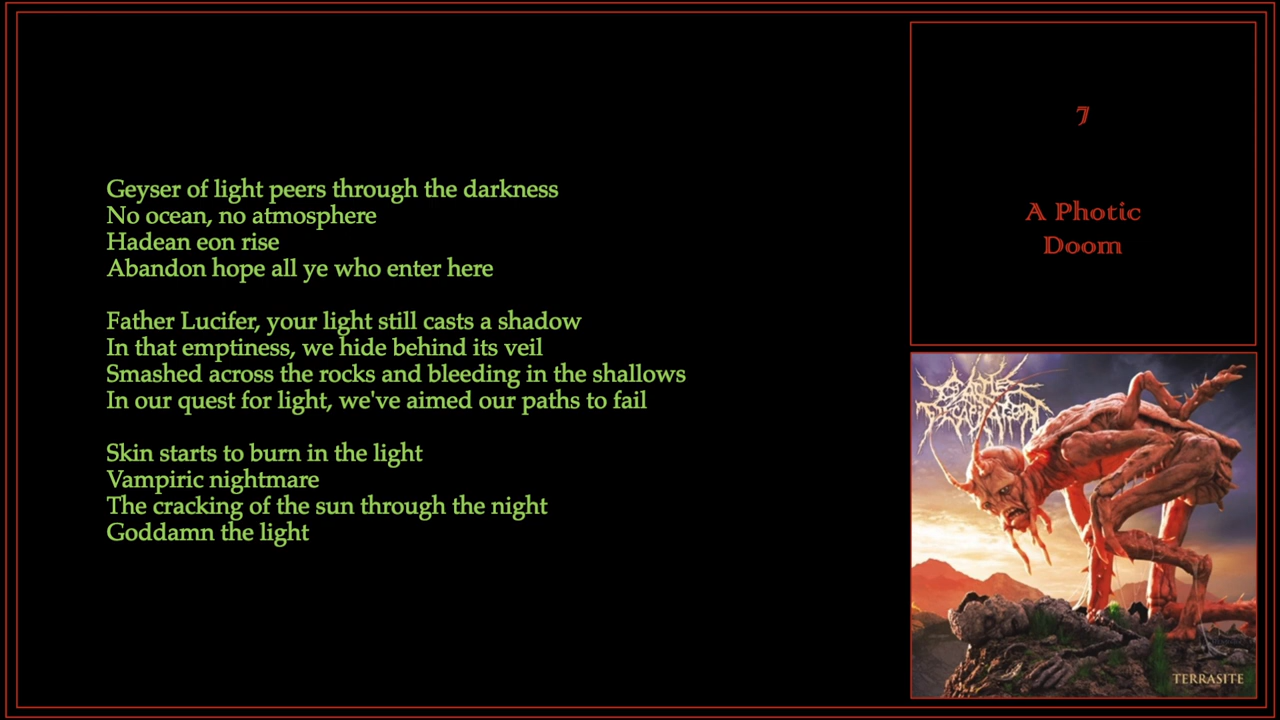 Geyser of light peers through the darkness
No ocean, no atmosphere
Hadean eon rise
Abandon hope all ye who enter here
Father Lucifer, your light still casts a shadow
In that emptiness, we hide behind its veil
Smashed across the rocks and bleeding in the shallows
In our quest for light, we've aimed our paths to fail
Skin starts to burn in the light
Vampiric nightmare
The cracking of the sun through the night
Goddamn the light
7
A Photic
Doom
CATTLE
DECAPITATION
TERRASITE